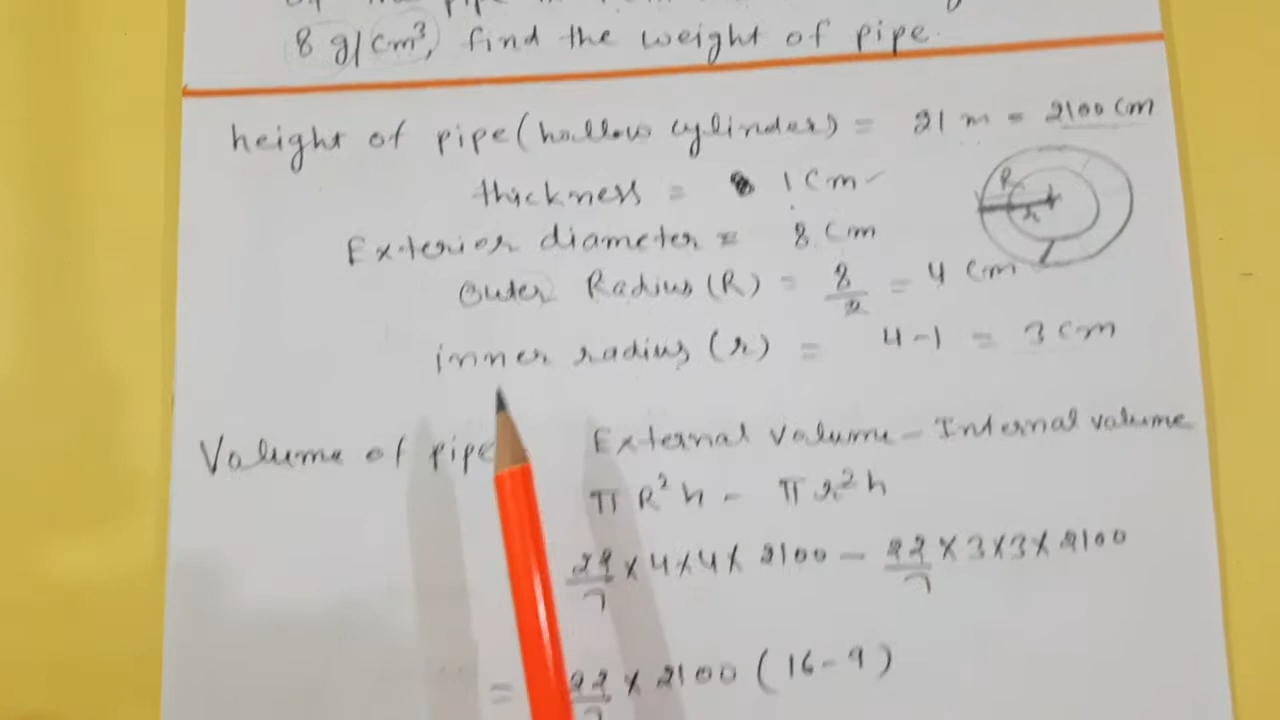 8 g/cm³, find the weight of pipe.
height of pipe (hollow cylinder) = 21 m = 2100 cm
thickness = 1 cm
Exterior diameter = 8 cm
R
r
outer Radius (R) = 8/2 = 4 cm
inner radius (r) = 4-1 = 3 cm
Volume of pipe External volume - Internal volume
πR²h - πr²h
22/7 × 4×4× 2100 - 22/7 ×3×3×2100
= 22/7 × 2100 (16-9)